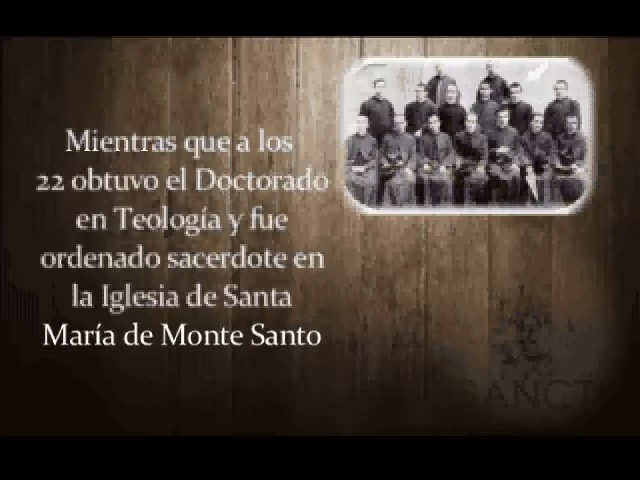 Mientras que a los
22 obtuvo el Doctorado
en Teología y fue
ordenado sacerdote en
la Iglesia de Santa
María de Monte Santo
SANCT